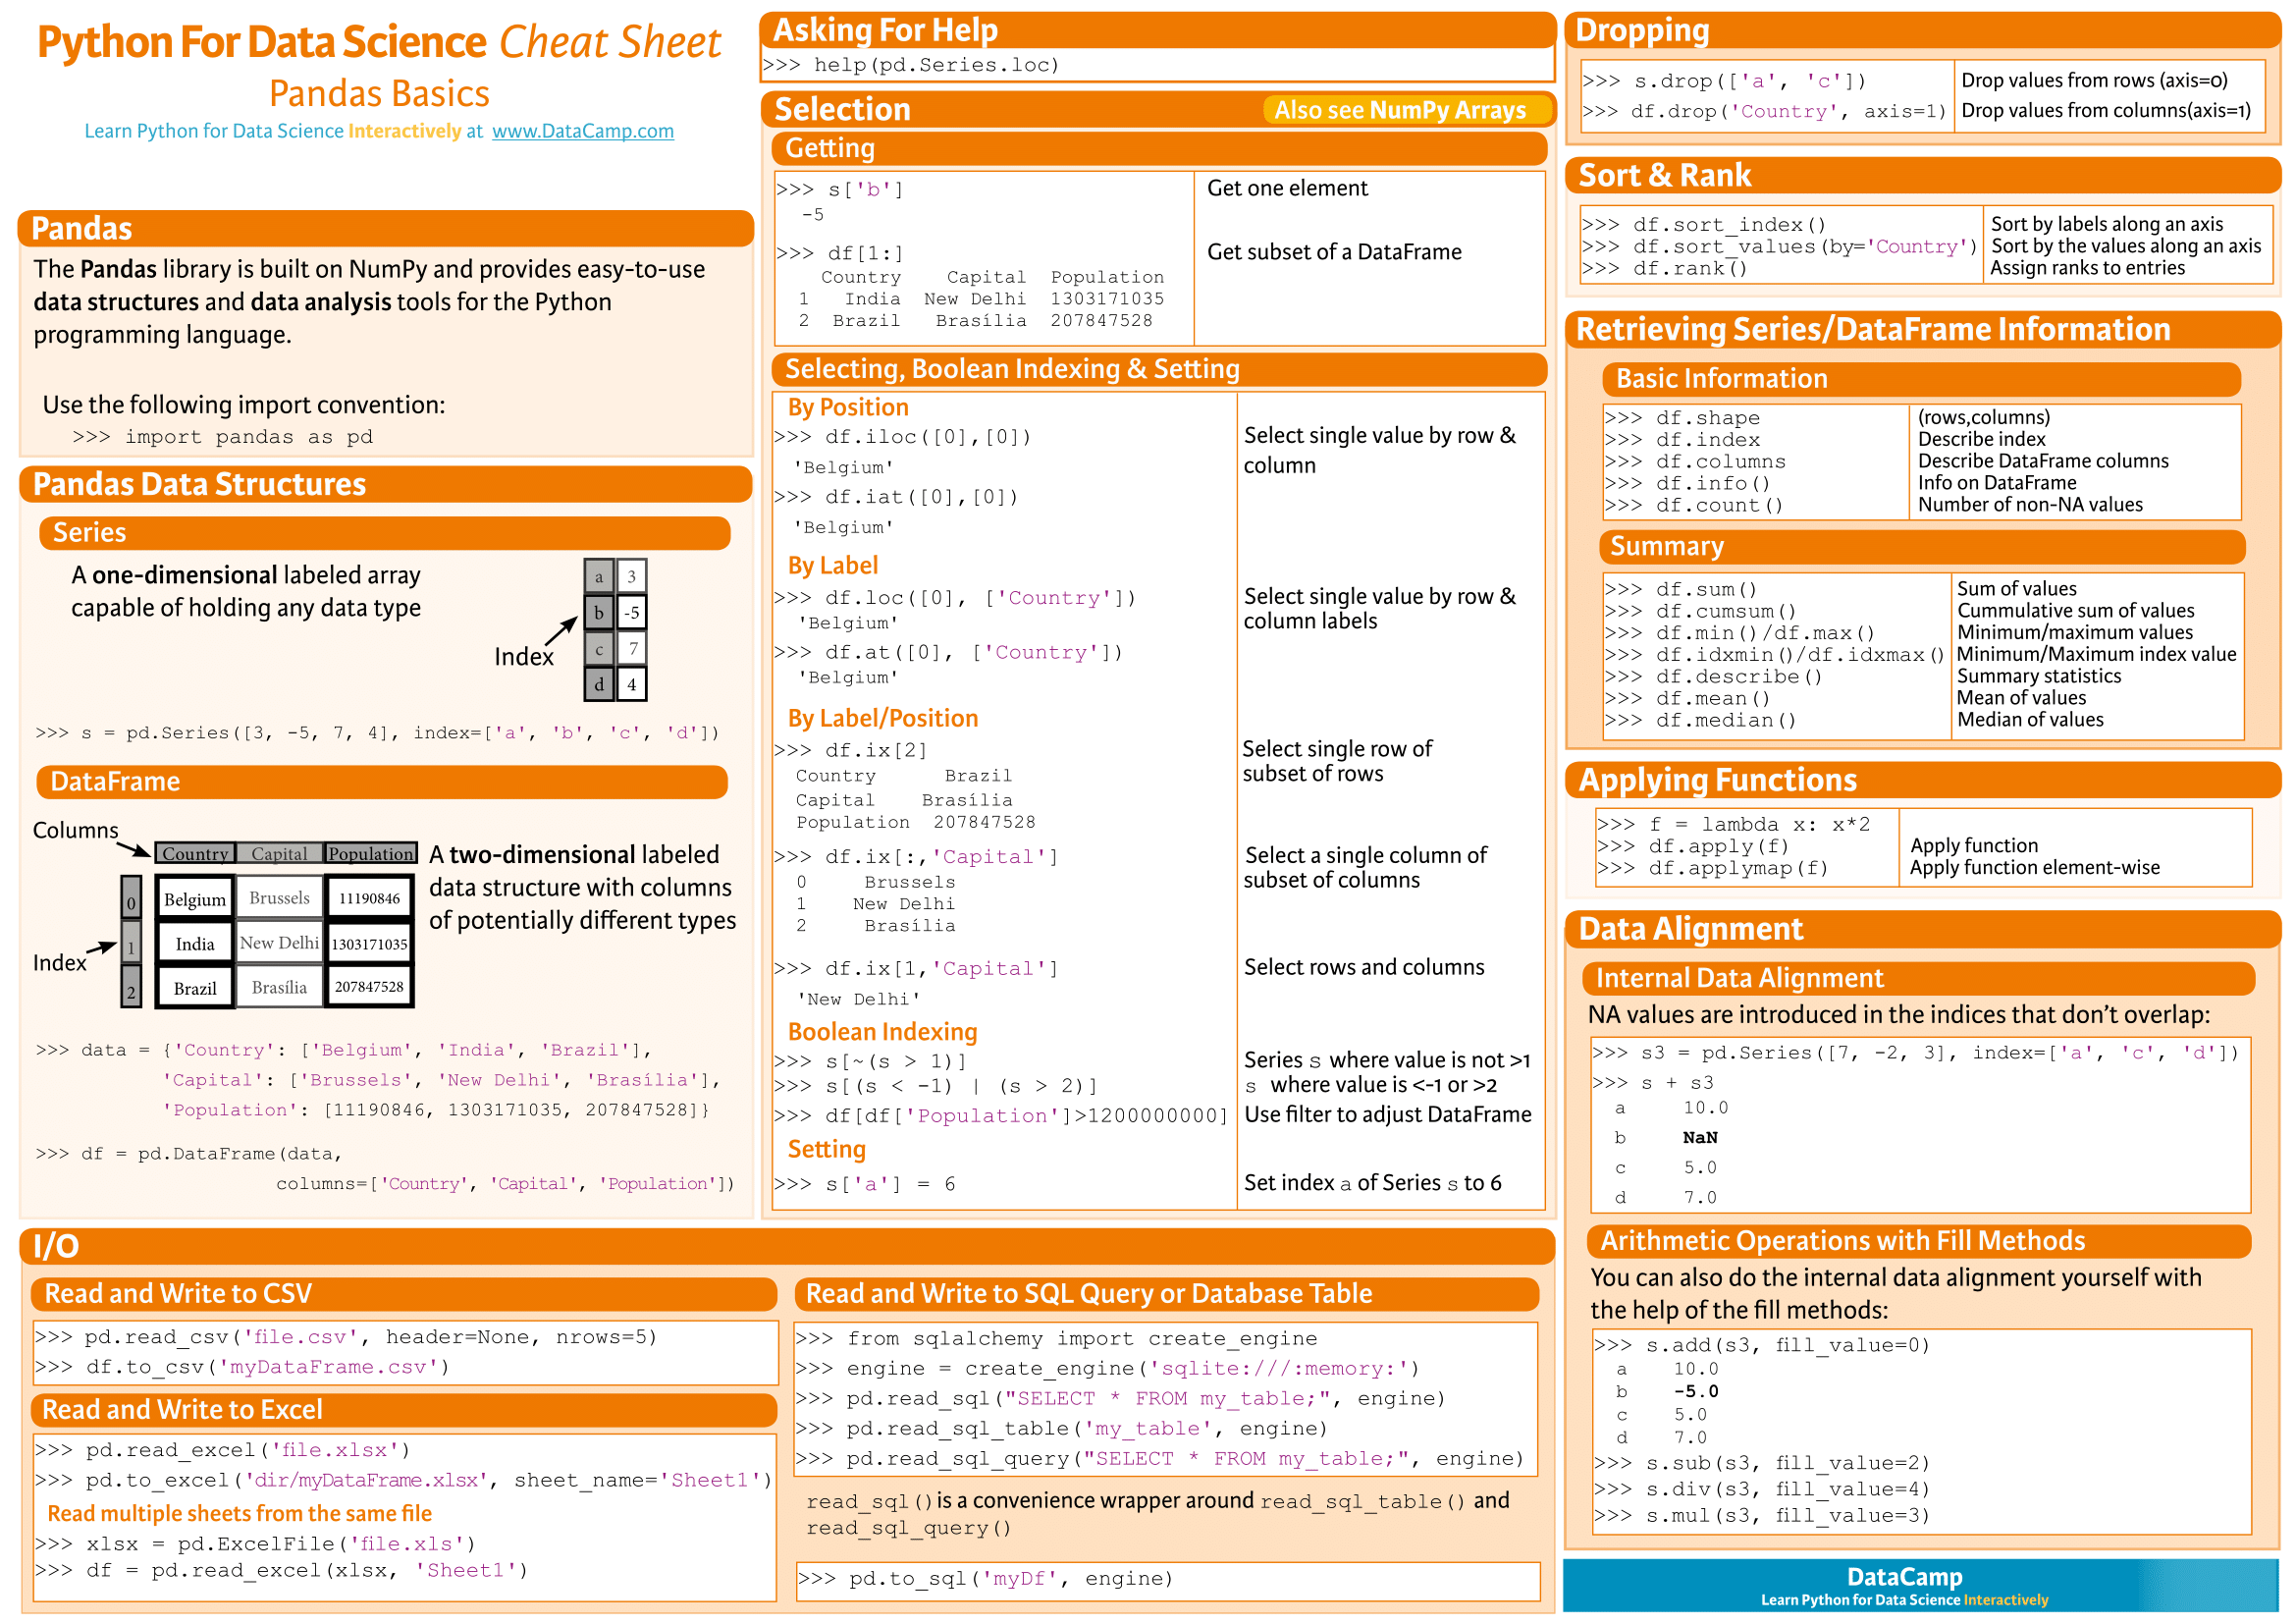 Python For Data Science Cheat Sheet
Pandas Basics
Learn Python for Data Science Interactively at www.DataCamp.com
Pandas
The Pandas library is built on NumPy and provides easy-to-use
data structures and data analysis tools for the Python
programming language.
Use the following import convention:
>>> import pandas as pd
Pandas Data Structures
Series
A one-dimensional labeled array
capable of holding any data type
a 3
b -5
c 7
d 4
Index
>>> s = pd.Series([3, -5, 7, 4], index=['a', 'b', 'c', 'd'])
DataFrame
Columns
Country Capital Population
0 Belgium Brussels 11190846
1 India New Delhi 1303171035
2 Brazil Brasília 207847528
Index
A two-dimensional labeled
data structure with columns
of potentially different types
>>> data = {'Country': ['Belgium', 'India', 'Brazil'],
'Capital': ['Brussels', 'New Delhi', 'Brasília'],
'Population': [11190846, 1303171035, 207847528]}
>>> df = pd.DataFrame(data,
columns=['Country', 'Capital', 'Population'])
Asking For Help
>>> help(pd.Series.loc)
Selection
Also see NumPy Arrays
Getting
>>> s['b'] Get one element
-5
>>> df[1:] Get subset of a DataFrame
Country Capital Population
1 India New Delhi 1303171035
2 Brazil Brasília 207847528
Selecting, Boolean Indexing & Setting
By Position
>>> df.iloc([0],[0]) Select single value by row &
'Belgium' column
>>> df.iat([0],[0])
'Belgium'
By Label
>>> df.loc([0], ['Country']) Select single value by row &
'Belgium' column labels
>>> df.at([0], ['Country'])
'Belgium'
By Label/Position
>>> df.ix[2] Select single row of
Country Brazil subset of rows
Capital Brasília
Population 207847528
>>> df.ix[:,'Capital'] Select a single column of
0 Brussels subset of columns
1 New Delhi
2 Brasília
>>> df.ix[1,'Capital'] Select rows and columns
'New Delhi'
Boolean Indexing
>>> s[~(s > 1)] Series s where value is not >1
>>> s[(s < -1) | (s > 2)] s where value is <-1 or >2
>>> df[df['Population']>1200000000] Use filter to adjust DataFrame
Setting
>>> s['a'] = 6 Set index a of Series s to 6
I/O
Read and Write to CSV
>>> pd.read_csv('file.csv', header=None, nrows=5)
>>> df.to_csv('myDataFrame.csv')
Read and Write to Excel
>>> pd.read_excel('file.xlsx')
>>> pd.to_excel('dir/myDataFrame.xlsx', sheet_name='Sheet1')
Read multiple sheets from the same file
>>> xlsx = pd.ExcelFile('file.xls')
>>> df = pd.read_excel(xlsx, 'Sheet1')
Read and Write to SQL Query or Database Table
>>> from sqlalchemy import create_engine
>>> engine = create_engine('sqlite:///:memory:')
>>> pd.read_sql("SELECT * FROM my_table;", engine)
>>> pd.read_sql_table('my_table', engine)
>>> pd.read_sql_query("SELECT * FROM my_table;", engine)
read_sql() is a convenience wrapper around read_sql_table() and
read_sql_query()
>>> pd.to_sql('myDf', engine)
Dropping
>>> s.drop(['a', 'c']) Drop values from rows (axis=0)
>>> df.drop('Country', axis=1) Drop values from columns(axis=1)
Sort & Rank
>>> df.sort_index() Sort by labels along an axis
>>> df.sort_values(by='Country') Sort by the values along an axis
>>> df.rank() Assign ranks to entries
Retrieving Series/DataFrame Information
Basic Information
>>> df.shape (rows,columns)
>>> df.index Describe index
>>> df.columns Describe DataFrame columns
>>> df.info() Info on DataFrame
>>> df.count() Number of non-NA values
Summary
>>> df.sum() Sum of values
>>> df.cumsum() Cummulative sum of values
>>> df.min()/df.max() Minimum/maximum values
>>> df.idxmin()/df.idxmax() Minimum/Maximum index value
>>> df.describe() Summary statistics
>>> df.mean() Mean of values
>>> df.median() Median of values
Applying Functions
>>> f = lambda x: x*2
>>> df.apply(f) Apply function
>>> df.applymap(f) Apply function element-wise
Data Alignment
Internal Data Alignment
NA values are introduced in the indices that don't overlap:
>>> s3 = pd.Series([7, -2, 3], index=['a', 'c', 'd'])
>>> s + s3
a 10.0
b NaN
c 5.0
d 7.0
Arithmetic Operations with Fill Methods
You can also do the internal data alignment yourself with
the help of the fill methods:
>>> s.add(s3, fill_value=0)
a 10.0
b -5.0
c 5.0
d 7.0
>>> s.sub(s3, fill_value=2)
>>> s.div(s3, fill_value=4)
>>> s.mul(s3, fill_value=3)
DataCamp
Learn Python for Data Science Interactively